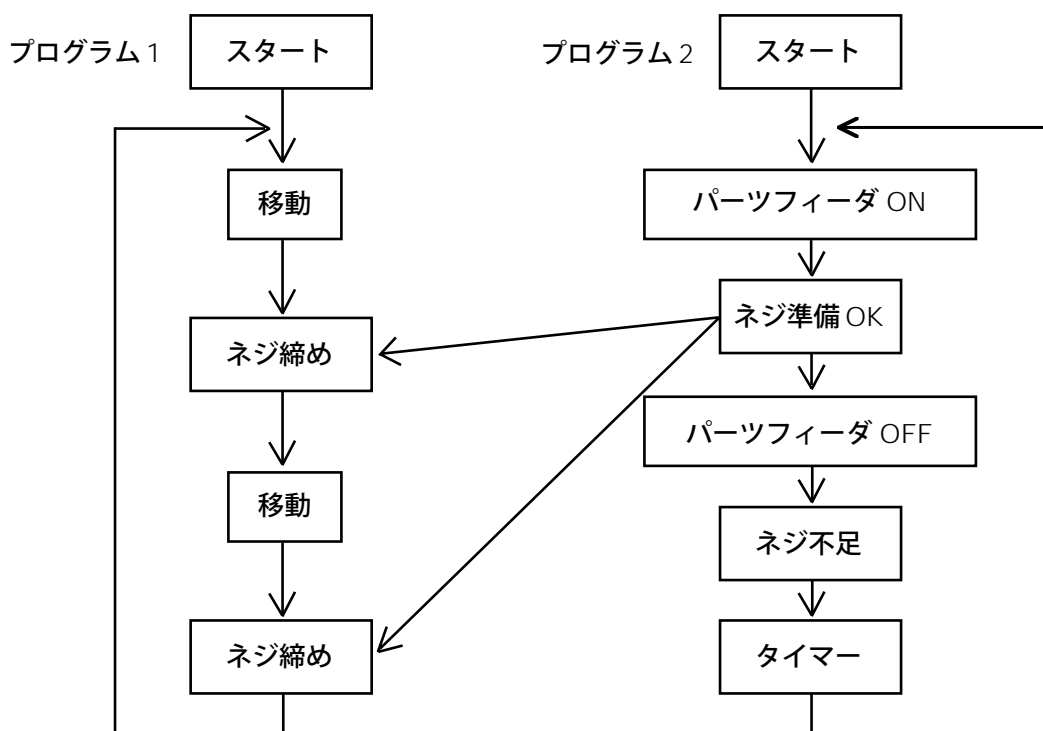 プログラム 1
スタート
移動
ネジ締め
移動
ネジ締め
プログラム 2
スタート
パーツフィーダ ON
ネジ準備 OK
パーツフィーダ OFF
ネジ不足
タイマー